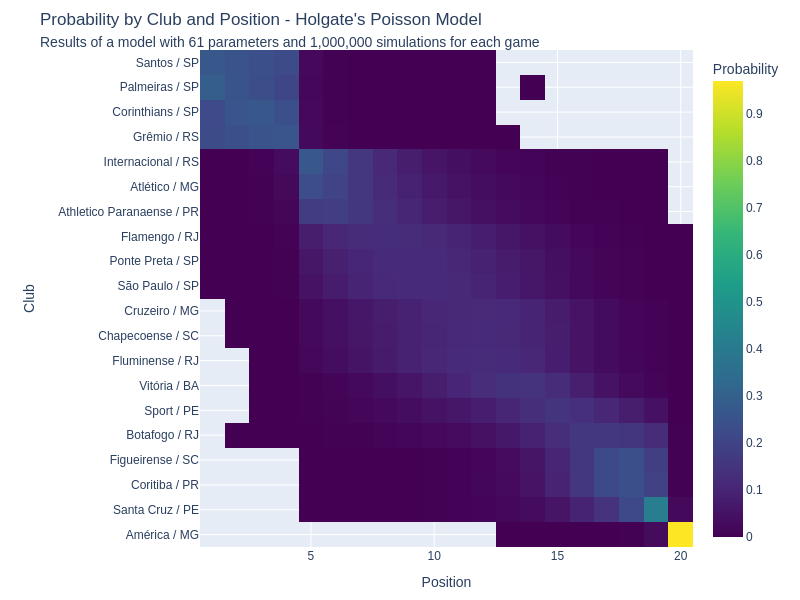 Probability by Club and Position - Holgate's Poisson Model
Results of a model with 61 parameters and 1,000,000 simulations for each game
Probability
0.9
0.8
0.7
0.6
0.5
0.4
0.3
0.2
0.1
0
Club
Santos / SP
Palmeiras / SP
Corinthians / SP
Grêmio / RS
Internacional / RS
Atlético / MG
Athletico Paranaense / PR
Flamengo / RJ
Ponte Preta / SP
São Paulo / SP
Cruzeiro / MG
Chapecoense / SC
Fluminense / RJ
Vitória / BA
Sport / PE
Botafogo / RJ
Figueirense / SC
Coritiba / PR
Santa Cruz / PE
América / MG
5 10 15 20
Position